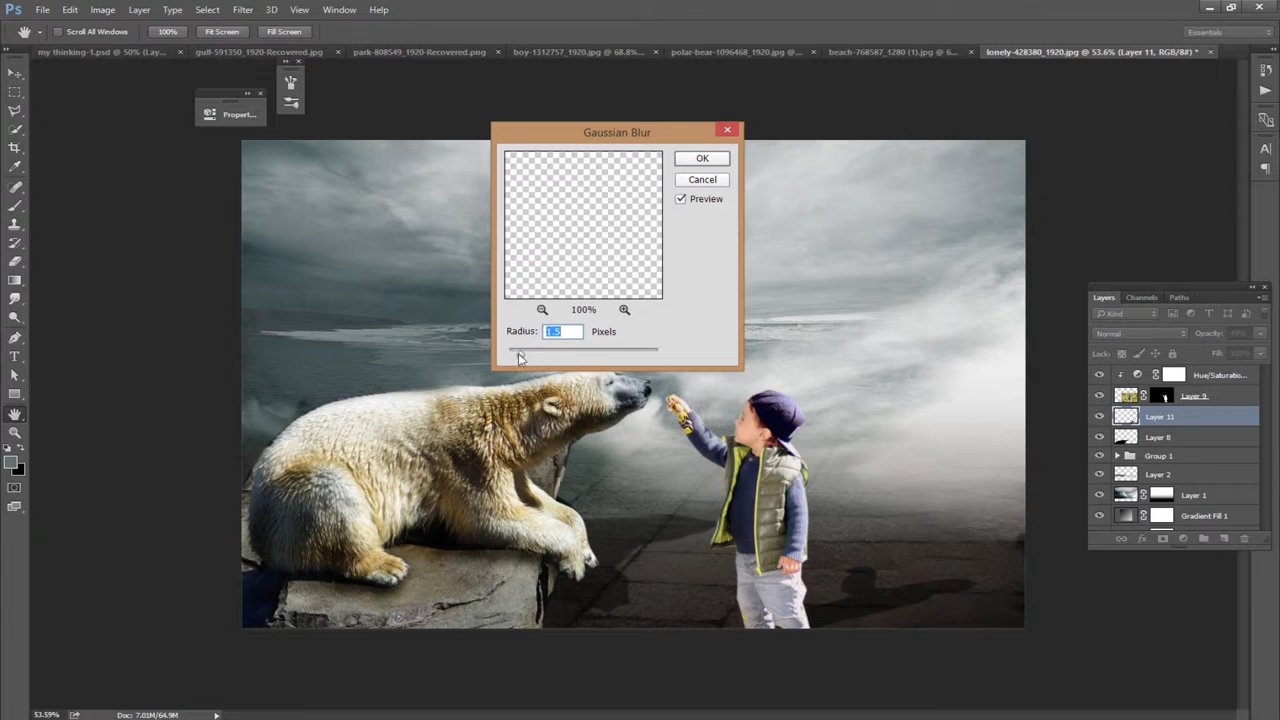 Ps File Edit Image Layer Type Select Filter 3D View Window Help
Scroll All Windows 100% Fit Screen Fill Screen Essentials
my thinking-1.psd @ 50% (Lay... × gull-591350_1920-Recovered.jpg × park-808549_1920-Recovered.png × boy-1312757_1920.jpg @ 68.8%... × polar-bear-1096468_1920.jpg @... × beach-768587_1280 (1).jpg @ 6... × lonely-428380_1920.jpg @ 53.6% (Layer 11, RGB/8#) * ×
Propert...
Gaussian Blur
OK
Cancel
Preview
100%
Radius: 1.5 Pixels
Layers Channels Paths
Kind
Normal Opacity: 45%
Lock: Fill: 100%
Hue/Saturatio...
Layer 9
Layer 11
Layer 8
Group 1
Layer 2
Layer 1
Gradient Fill 1
53.59% Doc: 7.01M/64.9M